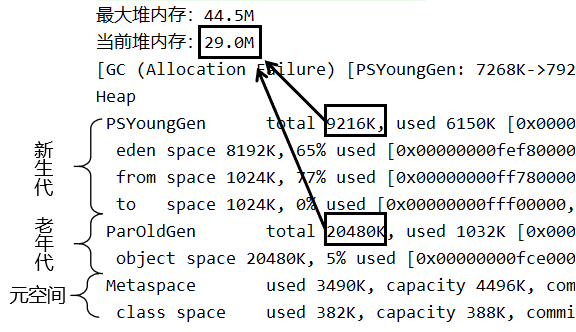 最大堆内存: 44.5M
当前堆内存: 29.0M
[GC (Allocation Failure) [PSYoungGen: 7268K->792
Heap
PSYoungGen total 9216K, used 6150K [0x0000
eden space 8192K, 65% used [0x00000000fef80000
from space 1024K, 77% used [0x00000000ff780000
to space 1024K, 0% used [0x00000000fff00000,
ParOldGen total 20480K, used 1032K [0x000
object space 20480K, 5% used [0x00000000fce000
Metaspace used 3490K, capacity 4496K, com
class space used 382K, capacity 388K, commi
新生代
老年代
元空间